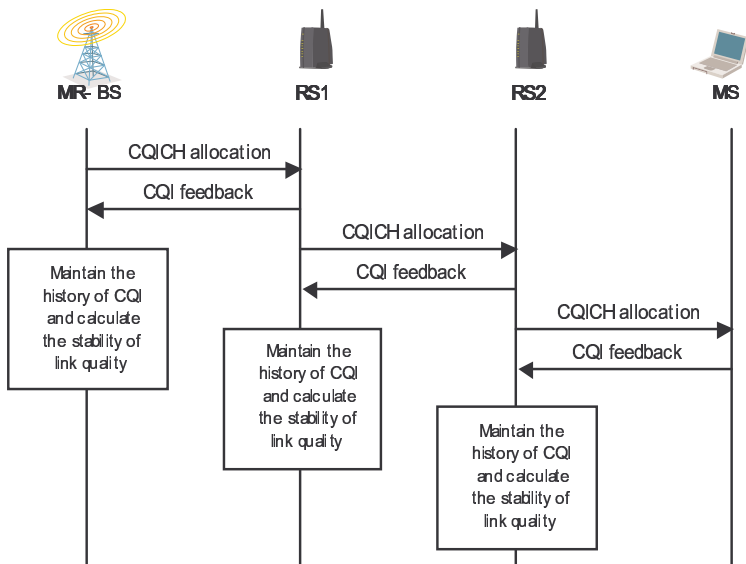 MR- BS
RS1
RS2
MS
CQICH allocation
CQI feedback
CQICH allocation
CQI feedback
Maintain the
history of CQI
and calculate
the stability of
link quality
CQICH allocation
CQI feedback
Maintain the
history of CQI
and calculate
the stability of
link quality
Maintain the
history of CQI
and calculate
the stability of
link quality